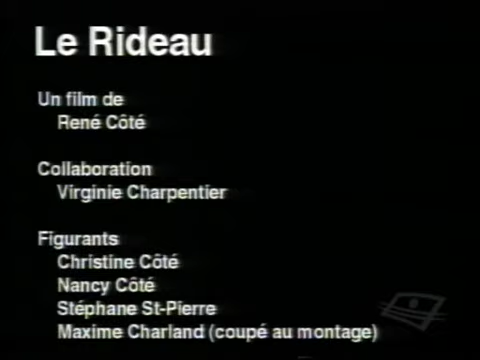 Le Rideau
Un film de
René Côté
Collaboration
Virginie Charpentier
Figurants
Christine Côté
Nancy Côté
Stéphane St-Pierre
Maxime Charland (coupé au montage)